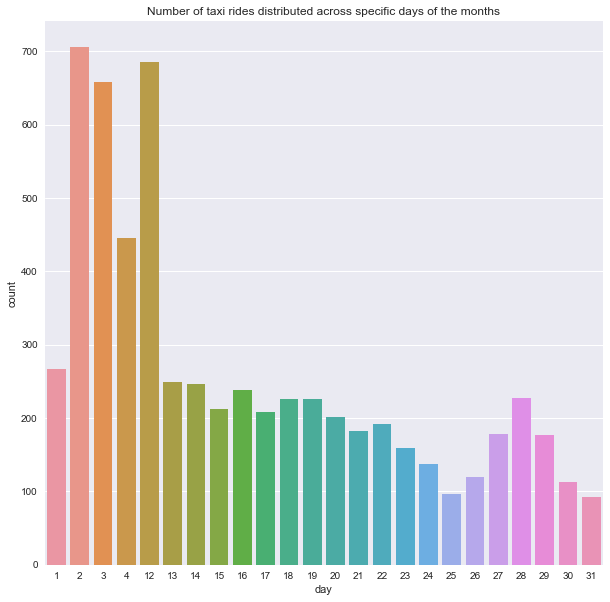 Number of taxi rides distributed across specific days of the months
700
600
500
400
300
200
100
0
count
1 2 3 4 12 13 14 15 16 17 18 19 20 21 22 23 24 25 26 27 28 29 30 31
day